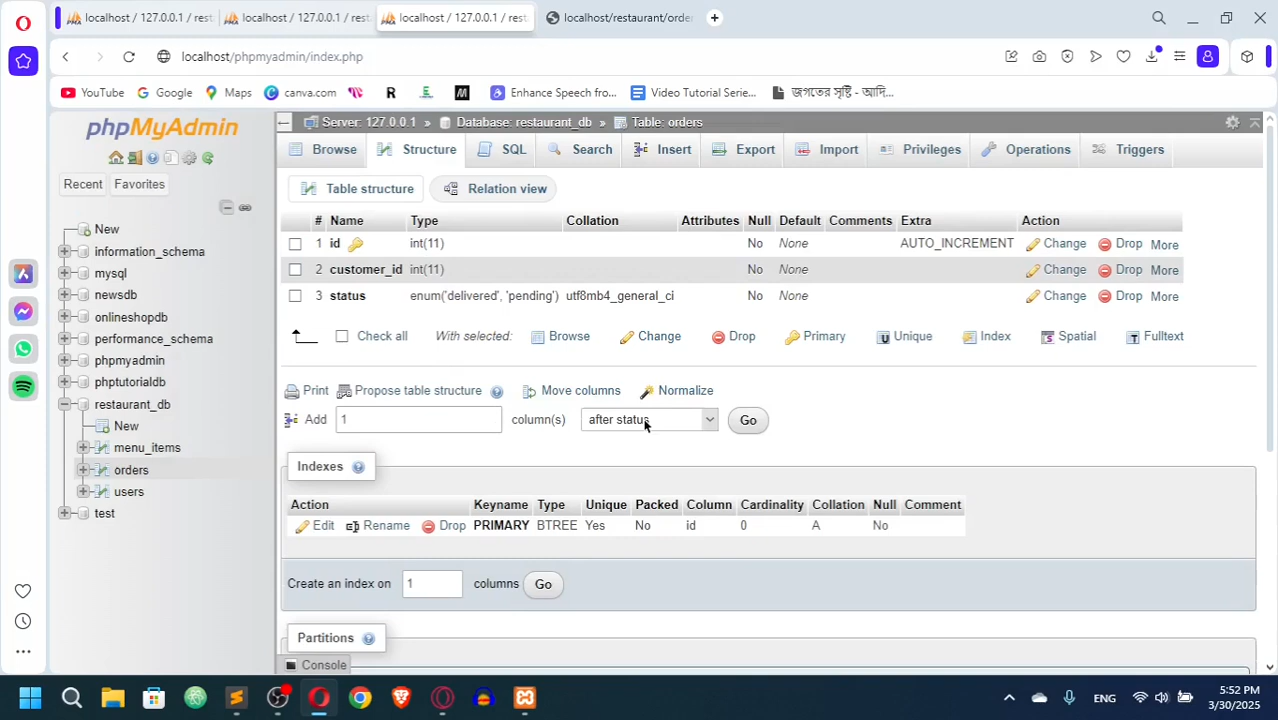 localhost / 127.0.0.1 / rest
localhost / 127.0.0.1 / rest
localhost / 127.0.0.1 / rest
localhost/restaurant/orders
localhost/phpmyadmin/index.php
YouTube
Google
Maps
canva.com
R
M
Enhance Speech fro...
Video Tutorial Serie...
জগতের সৃষ্টি - আদি...
phpMyAdmin
Recent
Favorites
New
information_schema
mysql
newsdb
onlineshopdb
performance_schema
phpmyadmin
phptutorialdb
restaurant_db
New
menu_items
orders
users
test
Server: 127.0.0.1 » Database: restaurant_db » Table: orders
Browse Structure SQL Search Insert Export Import Privileges Operations Triggers
Table structure Relation view
# Name Type Collation Attributes Null Default Comments Extra Action
1 id int(11) No None AUTO_INCREMENT Change Drop More
2 customer_id int(11) No None Change Drop More
3 status enum('delivered', 'pending') utf8mb4_general_ci No None Change Drop More
Check all With selected: Browse Change Drop Primary Unique Index Spatial Fulltext
Print Propose table structure Move columns Normalize
Add 1 column(s) after status Go
Indexes
Action Keyname Type Unique Packed Column Cardinality Collation Null Comment
Edit Rename Drop PRIMARY BTREE Yes No id 0 A No
Create an index on 1 columns Go
Partitions
Console
ENG
5:52 PM
3/30/2025